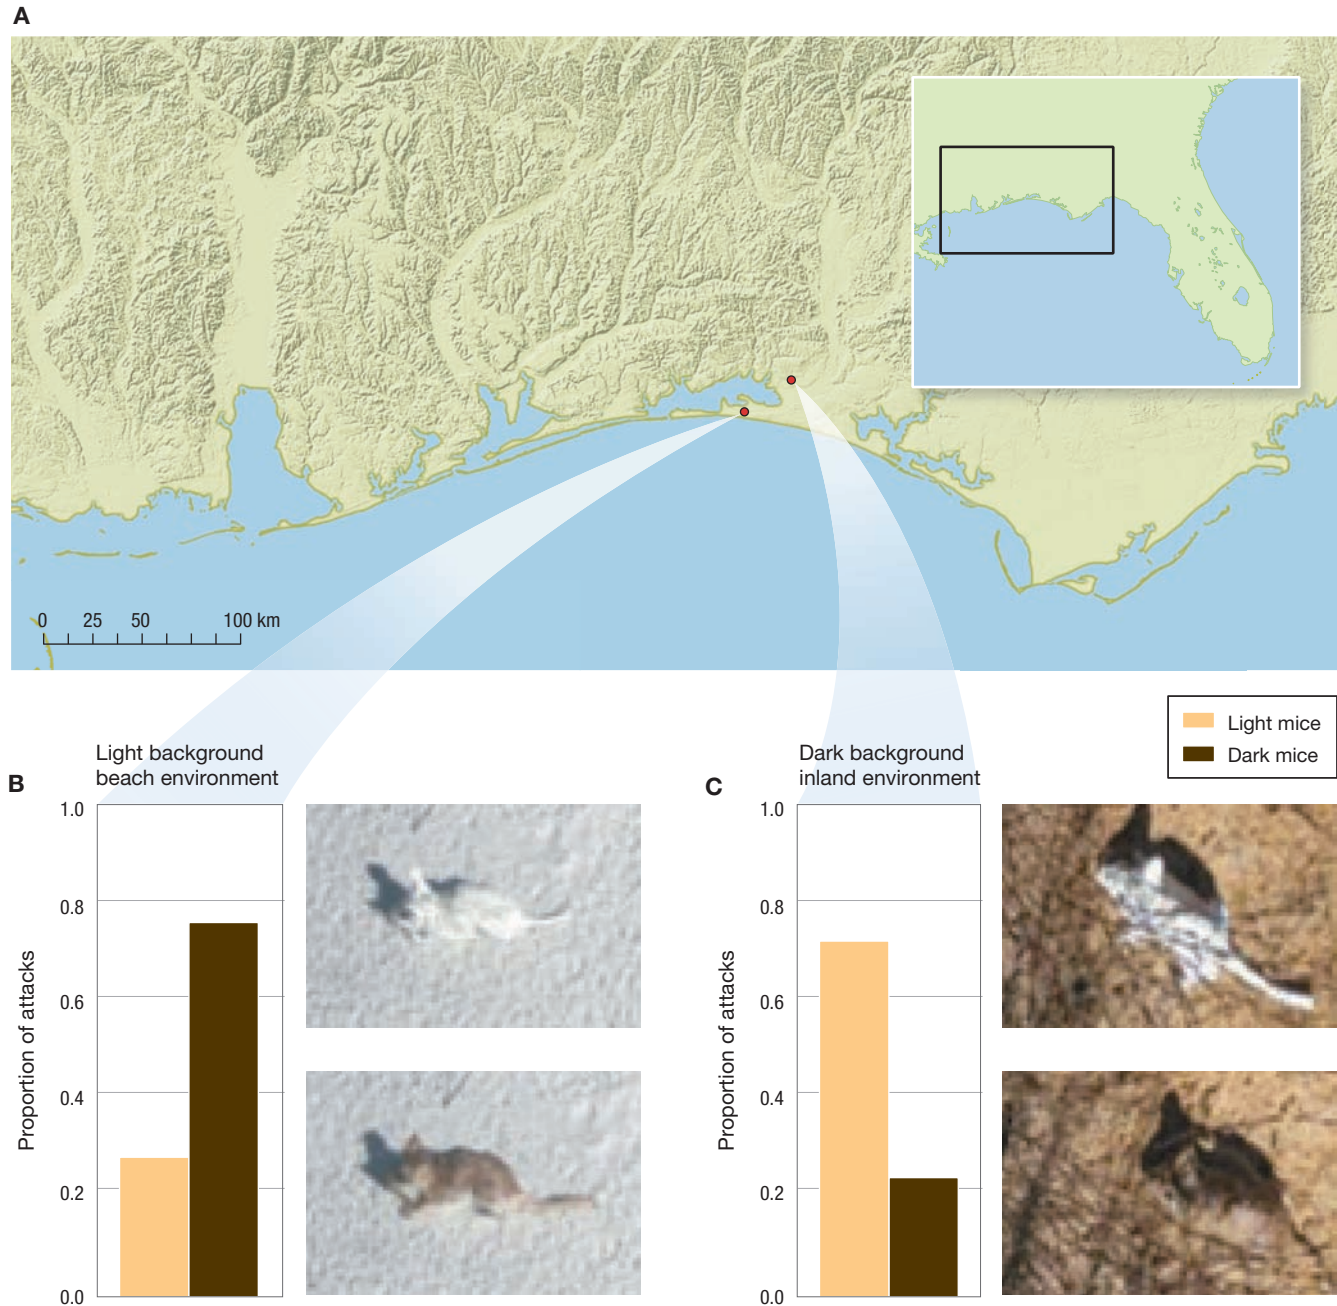 A
0 25 50 100 km
Light mice
Dark mice
Light background
beach environment
B
1.0
0.8
0.6
0.4
0.2
0.0
Proportion of attacks
Dark background
inland environment
C
1.0
0.8
0.6
0.4
0.2
0.0
Proportion of attacks